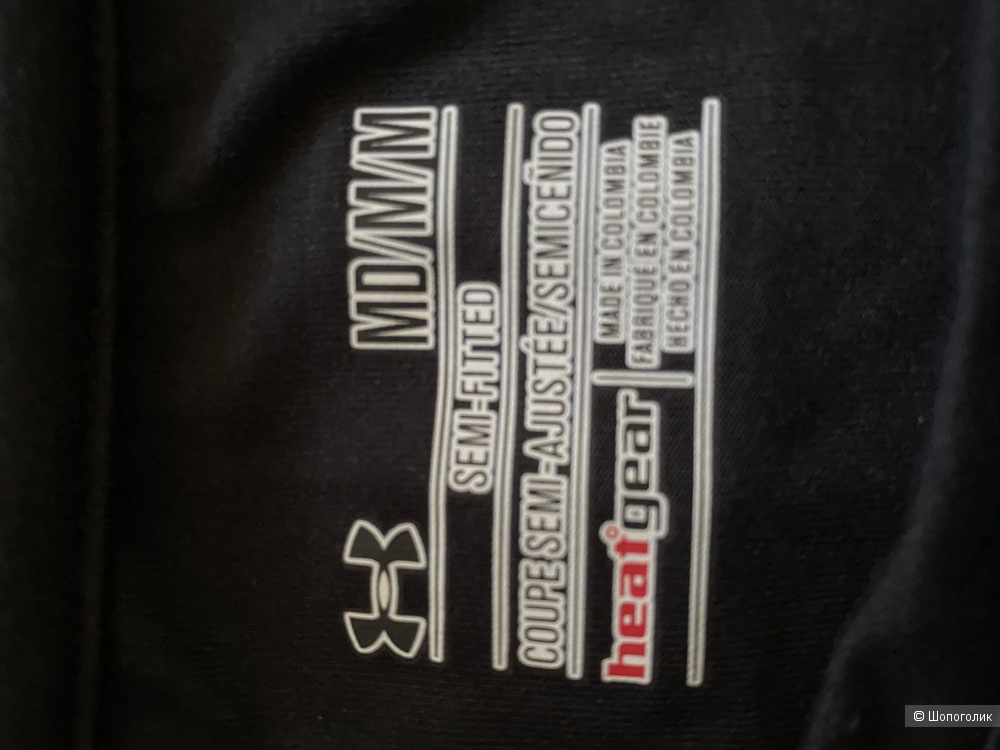 MD/M/M
SEMI-FITTED
COUPE SEMI-AJUSTÉE/SEMICEÑIDO
heatgear
MADE IN COLOMBIA
FABRIQUÉ EN COLOMBIE
HECHO EN COLOMBIA
© Шопоголик